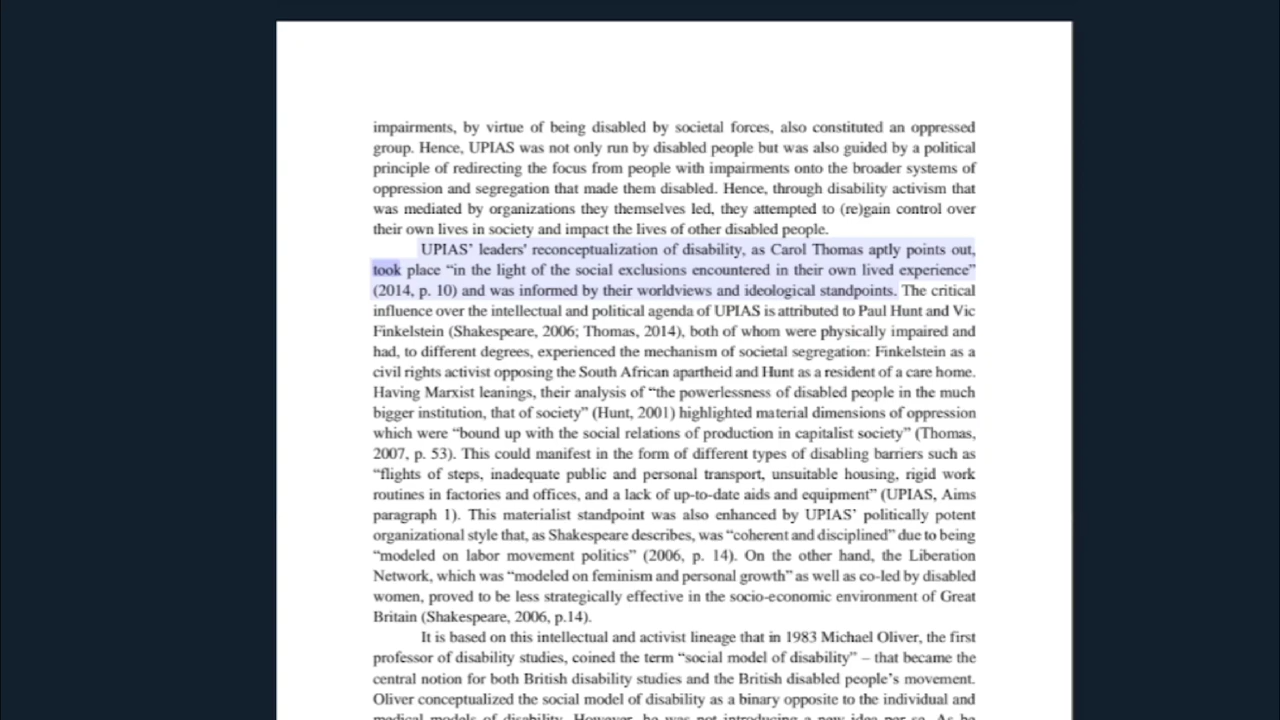 impairments, by virtue of being disabled by societal forces, also constituted an oppressed
group. Hence, UPIAS was not only run by disabled people but was also guided by a political
principle of redirecting the focus from people with impairments onto the broader systems of
oppression and segregation that made them disabled. Hence, through disability activism that
was mediated by organizations they themselves led, they attempted to (re)gain control over
their own lives in society and impact the lives of other disabled people.
UPIAS’ leaders’ reconceptualization of disability, as Carol Thomas aptly points out,
took place “in the light of the social exclusions encountered in their own lived experience”
(2014, p. 10) and was informed by their worldviews and ideological standpoints. The critical
influence over the intellectual and political agenda of UPIAS is attributed to Paul Hunt and Vic
Finkelstein (Shakespeare, 2006; Thomas, 2014), both of whom were physically impaired and
had, to different degrees, experienced the mechanism of societal segregation: Finkelstein as a
civil rights activist opposing the South African apartheid and Hunt as a resident of a care home.
Having Marxist leanings, their analysis of “the powerlessness of disabled people in the much
bigger institution, that of society” (Hunt, 2001) highlighted material dimensions of oppression
which were “bound up with the social relations of production in capitalist society” (Thomas,
2007, p. 53). This could manifest in the form of different types of disabling barriers such as
“flights of steps, inadequate public and personal transport, unsuitable housing, rigid work
routines in factories and offices, and a lack of up-to-date aids and equipment” (UPIAS, Aims
paragraph 1). This materialist standpoint was also enhanced by UPIAS’ politically potent
organizational style that, as Shakespeare describes, was “coherent and disciplined” due to being
“modeled on labor movement politics” (2006, p. 14). On the other hand, the Liberation
Network, which was “modeled on feminism and personal growth” as well as co-led by disabled
women, proved to be less strategically effective in the socio-economic environment of Great
Britain (Shakespeare, 2006, p.14).
It is based on this intellectual and activist lineage that in 1983 Michael Oliver, the first
professor of disability studies, coined the term “social model of disability” – that became the
central notion for both British disability studies and the British disabled people’s movement.
Oliver conceptualized the social model of disability as a binary opposite to the individual and
medical models of disability. However, he was not introducing a new idea per se. As he